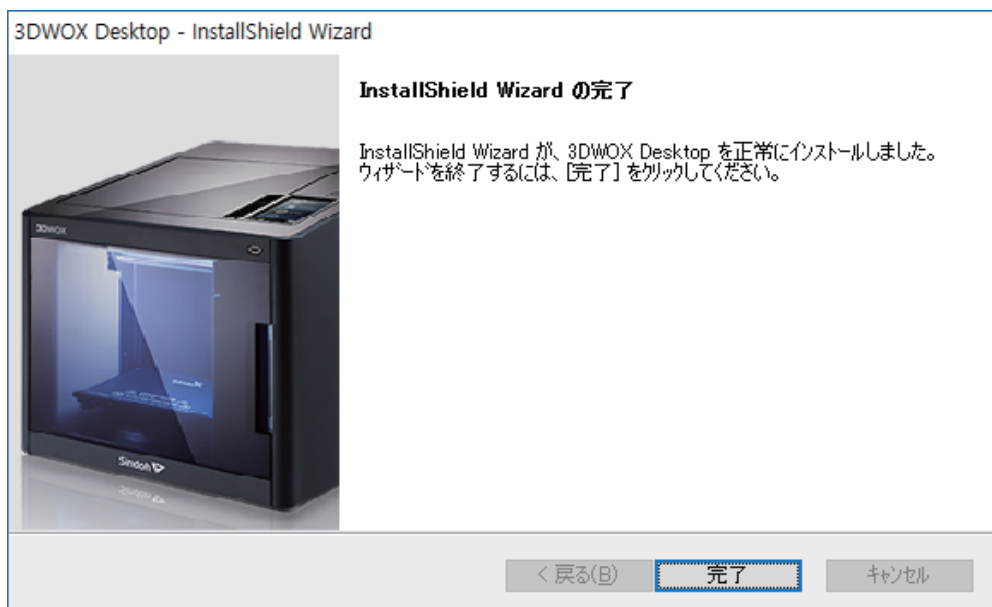 3DWOX Desktop - InstallShield Wizard
InstallShield Wizard の完了
InstallShield Wizard が、3DWOX Desktop を正常にインストールしました。
ウィザードを終了するには、[完了] をクリックしてください。
3DWOX
Sindoh
< 戻る(B)
完了
キャンセル